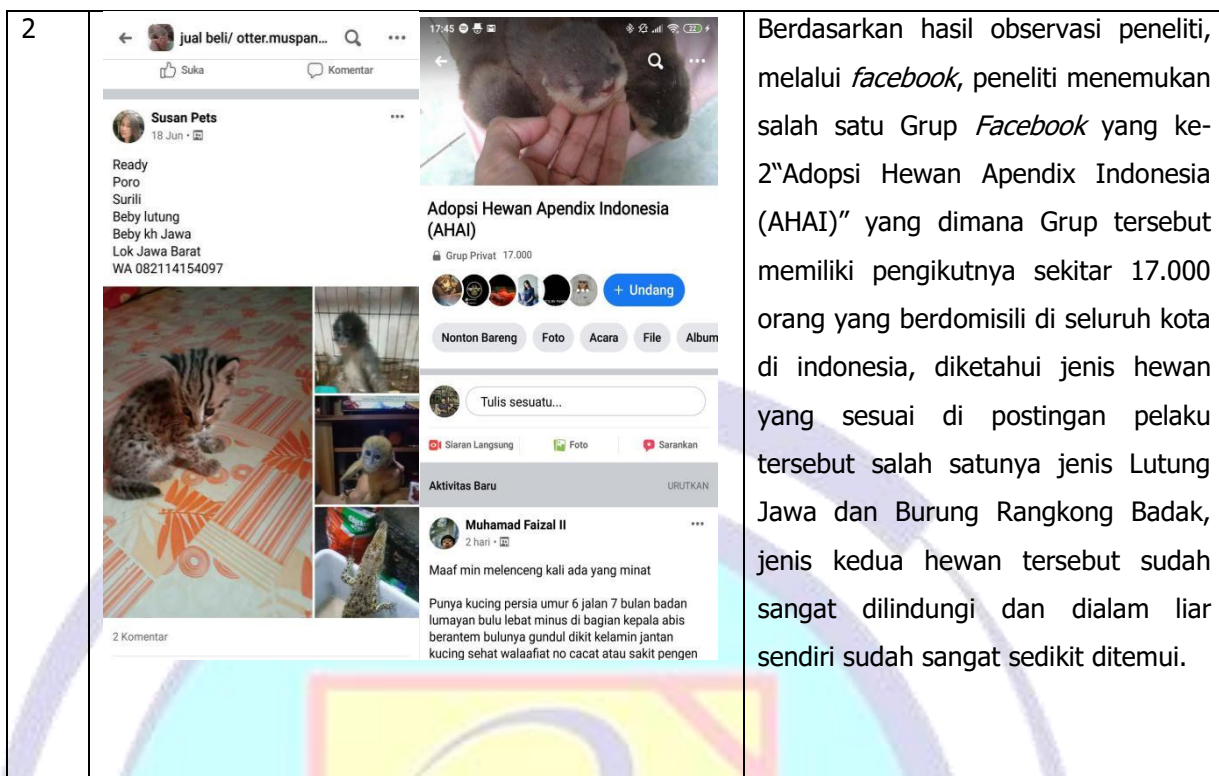 2
jual beli/ otter.muspan...
Suka
Komentar
Susan Pets
18 Jun
Ready
Poro
Surili
Beby lutung
Beby kh Jawa
Lok Jawa Barat
WA 082114154097
2 Komentar
17:45
22
Adopsi Hewan Apendix Indonesia
(AHAI)
Grup Privat 17.000
+ Undang
Nonton Bareng Foto Acara File Album
Tulis sesuatu...
Siaran Langsung Foto Sarankan
Aktivitas Baru URUTKAN
Muhamad Faizal II
2 hari
Maaf min melenceng kali ada yang minat
Punya kucing persia umur 6 jalan 7 bulan badan
lumayan bulu lebat minus di bagian kepala abis
berantem bulunya gundul dikit kelamin jantan
kucing sehat walaafiat no cacat atau sakit pengen
Berdasarkan hasil observasi peneliti,
melalui facebook, peneliti menemukan
salah satu Grup Facebook yang ke-
2“Adopsi Hewan Apendix Indonesia
(AHAI)” yang dimana Grup tersebut
memiliki pengikutnya sekitar 17.000
orang yang berdomisili di seluruh kota
di indonesia, diketahui jenis hewan
yang sesuai di postingan pelaku
tersebut salah satunya jenis Lutung
Jawa dan Burung Rangkong Badak,
jenis kedua hewan tersebut sudah
sangat dilindungi dan dialam liar
sendiri sudah sangat sedikit ditemui.